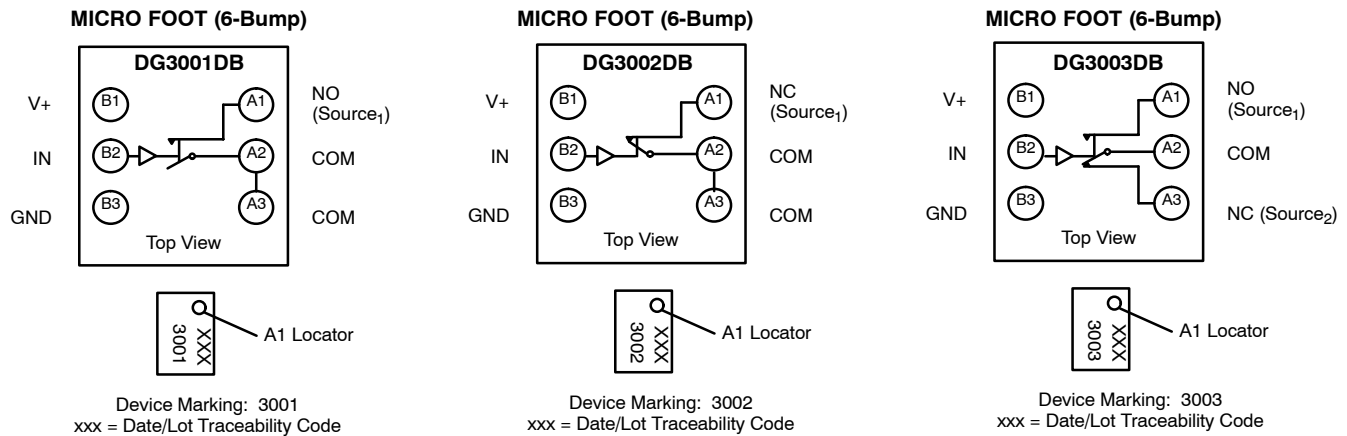 MICRO FOOT (6-Bump)
DG3001DB
V+
B1
A1
NO
(Source1)
IN
B2
A2
COM
GND
B3
A3
COM
Top View
3001
XXX
A1 Locator
Device Marking: 3001
xxx = Date/Lot Traceability Code
MICRO FOOT (6-Bump)
DG3002DB
V+
B1
A1
NC
(Source1)
IN
B2
A2
COM
GND
B3
A3
COM
Top View
3002
XXX
A1 Locator
Device Marking: 3002
xxx = Date/Lot Traceability Code
MICRO FOOT (6-Bump)
DG3003DB
V+
B1
A1
NO
(Source1)
IN
B2
A2
COM
GND
B3
A3
NC (Source2)
Top View
3003
XXX
A1 Locator
Device Marking: 3003
xxx = Date/Lot Traceability Code